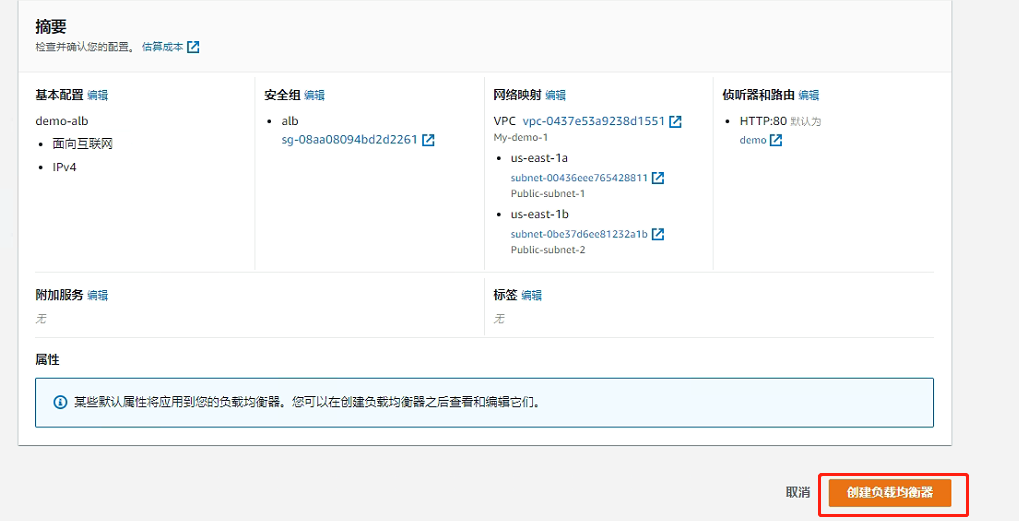 摘要
检查并确认您的配置。 估算成本
基本配置 编辑
demo-alb
面向互联网
IPv4
安全组 编辑
alb
sg-08aa08094bd2d2261
网络映射 编辑
VPC vpc-0437e53a9238d1551
My-demo-1
us-east-1a
subnet-00436eee765428811
Public-subnet-1
us-east-1b
subnet-0be37d6ee81232a1b
Public-subnet-2
侦听器和路由 编辑
HTTP:80 默认为
demo
附加服务 编辑
无
标签 编辑
无
属性
某些默认属性将应用到您的负载均衡器。您可以在创建负载均衡器之后查看和编辑它们。
取消 创建负载均衡器